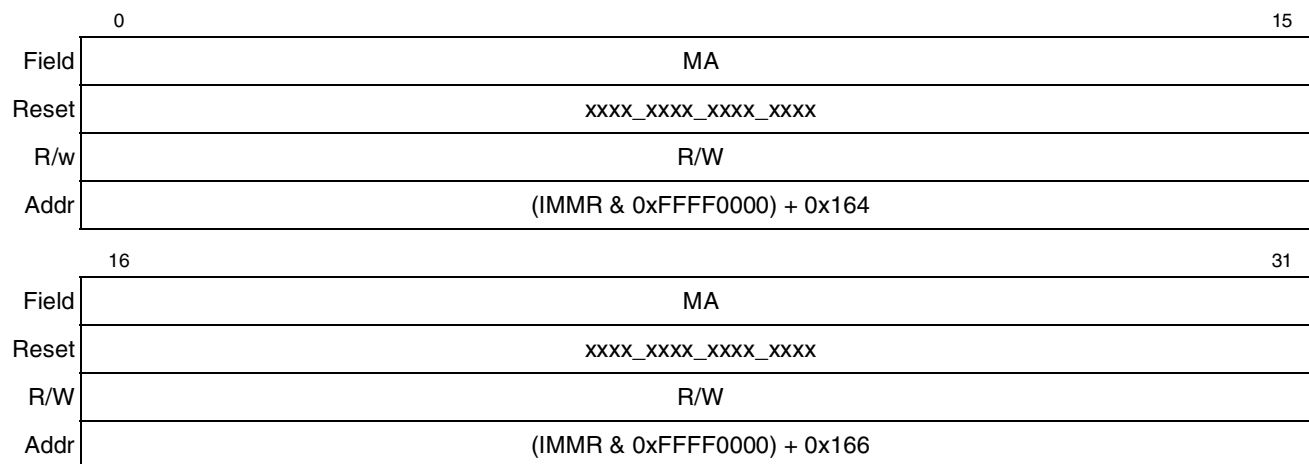 0 15
Field MA
Reset xxxx_xxxx_xxxx_xxxx
R/w R/W
Addr (IMMR & 0xFFFF0000) + 0x164
16 31
Field MA
Reset xxxx_xxxx_xxxx_xxxx
R/W R/W
Addr (IMMR & 0xFFFF0000) + 0x166